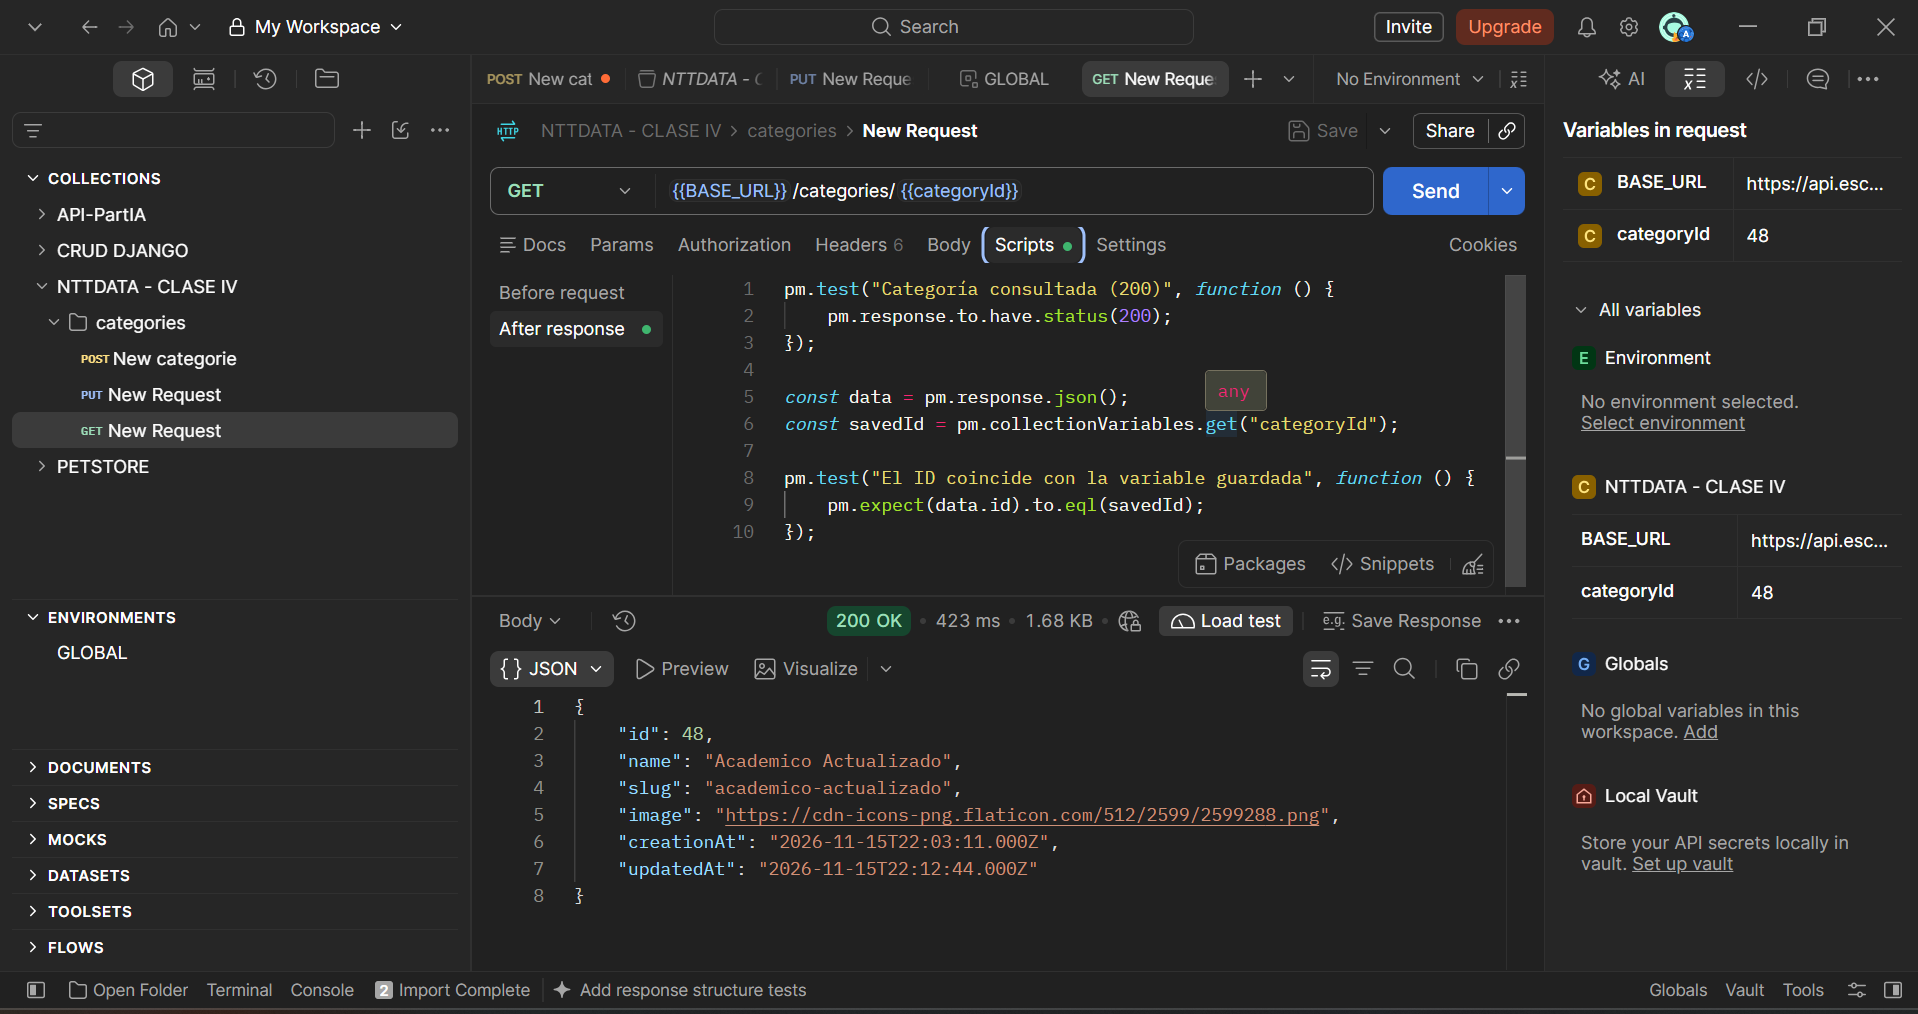 My Workspace
Search
Invite
Upgrade
A
POST New cat
NTTDATA - C
PUT New Reque
GLOBAL
GET New Reque
No Environment
AI
HTTP
NTTDATA - CLASE IV > categories > New Request
Save
Share
GET
{{BASE_URL}} /categories/ {{categoryId}}
Send
Docs
Params
Authorization
Headers 6
Body
Scripts
Settings
Cookies
Before request
After response
1 pm.test("Categoría consultada (200)", function () {
2 pm.response.to.have.status(200);
3 });
4
5 const data = pm.response.json();
any
6 const savedId = pm.collectionVariables.get("categoryId");
7
8 pm.test("El ID coincide con la variable guardada", function () {
9 pm.expect(data.id).to.eql(savedId);
10 });
Packages
</> Snippets
COLLECTIONS
API-PartIA
CRUD DJANGO
NTTDATA - CLASE IV
categories
POST New categorie
PUT New Request
GET New Request
PETSTORE
ENVIRONMENTS
GLOBAL
DOCUMENTS
SPECS
MOCKS
DATASETS
TOOLSETS
FLOWS
Body
200 OK
423 ms
1.68 KB
Load test
e.g. Save Response
{} JSON
Preview
Visualize
1 {
2 "id": 48,
3 "name": "Academico Actualizado",
4 "slug": "academico-actualizado",
5 "image": "https://cdn-icons-png.flaticon.com/512/2599/2599288.png",
6 "creationAt": "2026-11-15T22:03:11.000Z",
7 "updatedAt": "2026-11-15T22:12:44.000Z"
8 }
Variables in request
C BASE_URL https://api.esc...
C categoryId 48
All variables
E Environment
No environment selected.
Select environment
C NTTDATA - CLASE IV
BASE_URL https://api.esc...
categoryId 48
G Globals
No global variables in this
workspace. Add
Local Vault
Store your API secrets locally in
vault. Set up vault
Open Folder
Terminal
Console
2 Import Complete
Add response structure tests
Globals
Vault
Tools